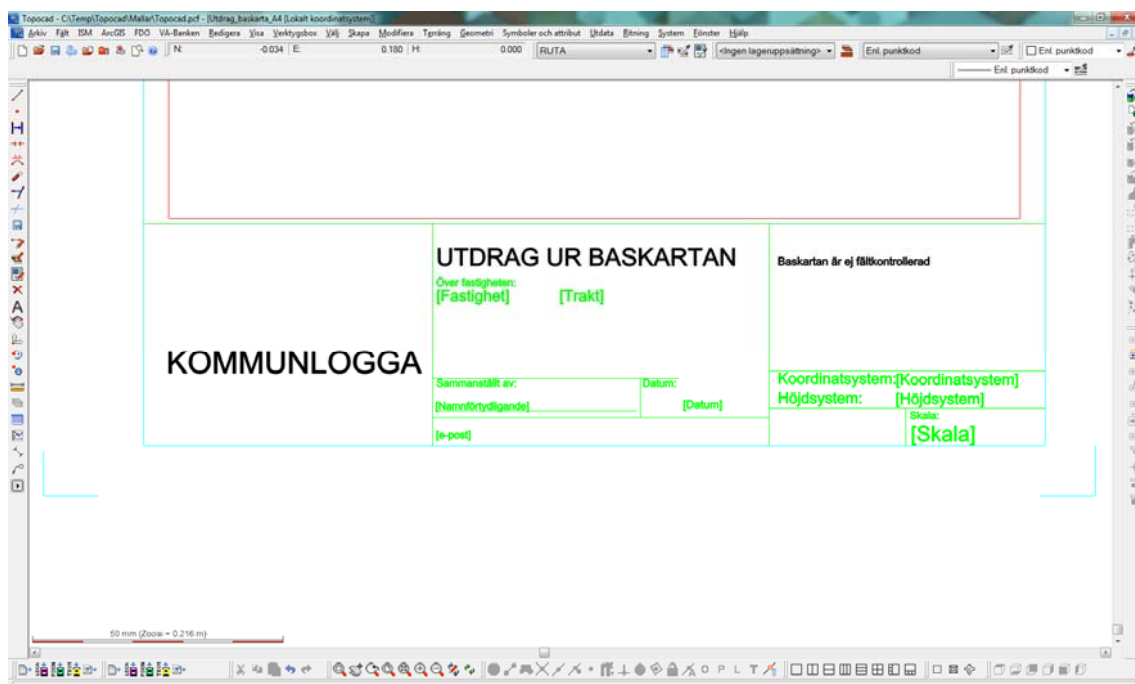 Topocad - C:\Temp\Topocad\Mallar\Topocad.pcf - [Utdrag_baskarta_A4 [Lokalt koordinatsystem]]
Arkiv Fält ISM ArcGIS FDO VA-Banken Redigera Visa Verktygsbox Välj Skapa Modifiera Terräng Geometri Symboler och attribut Utdata Ritning System Fönster Hjälp
N: -0.034 E: 0.180 H: 0.000 RUTA <Ingen lageruppsättning> Enl. punktkod Enl. punktkod
Enl. punktkod
UTDRAG UR BASKARTAN
Baskartan är ej fältkontrollerad
Över fastigheten:
[Fastighet] [Trakt]
KOMMUNLOGGA
Sammanställt av: Datum:
Koordinatsystem:[Koordinatsystem]
[Namnförtydligande] [Datum]
Höjdsystem: [Höjdsystem]
Skala:
[e-post] [Skala]
50 mm (Zoom = 0.216 m)
O P L T